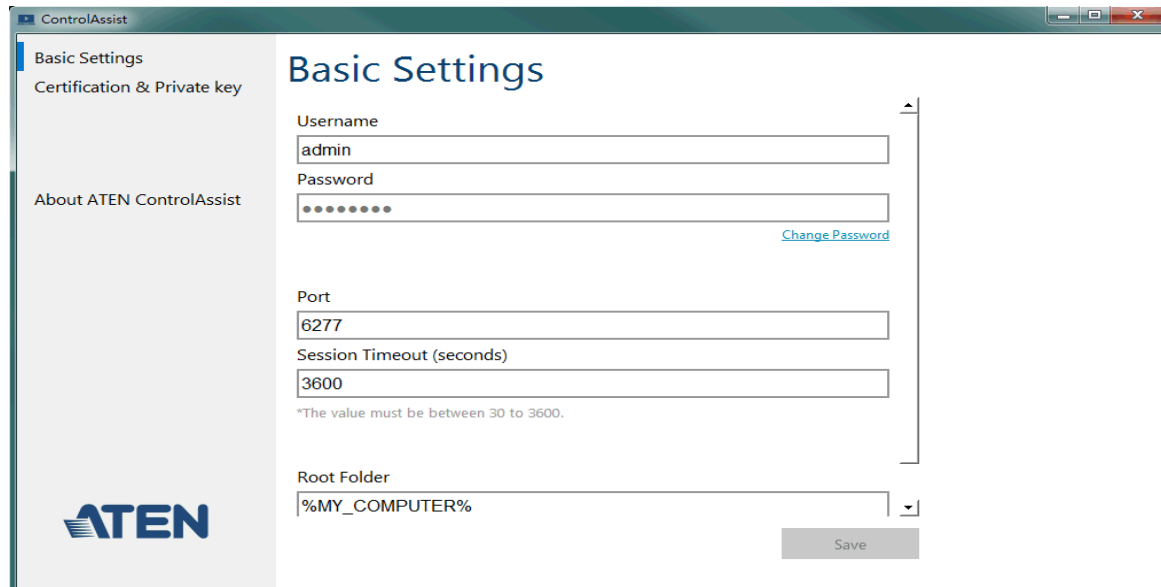 ControlAssist
Basic Settings
Certification & Private key
About ATEN ControlAssist
ATEN
Basic Settings
Username
admin
Password
••••••••
Change Password
Port
6277
Session Timeout (seconds)
3600
*The value must be between 30 to 3600.
Root Folder
%MY_COMPUTER%
Save